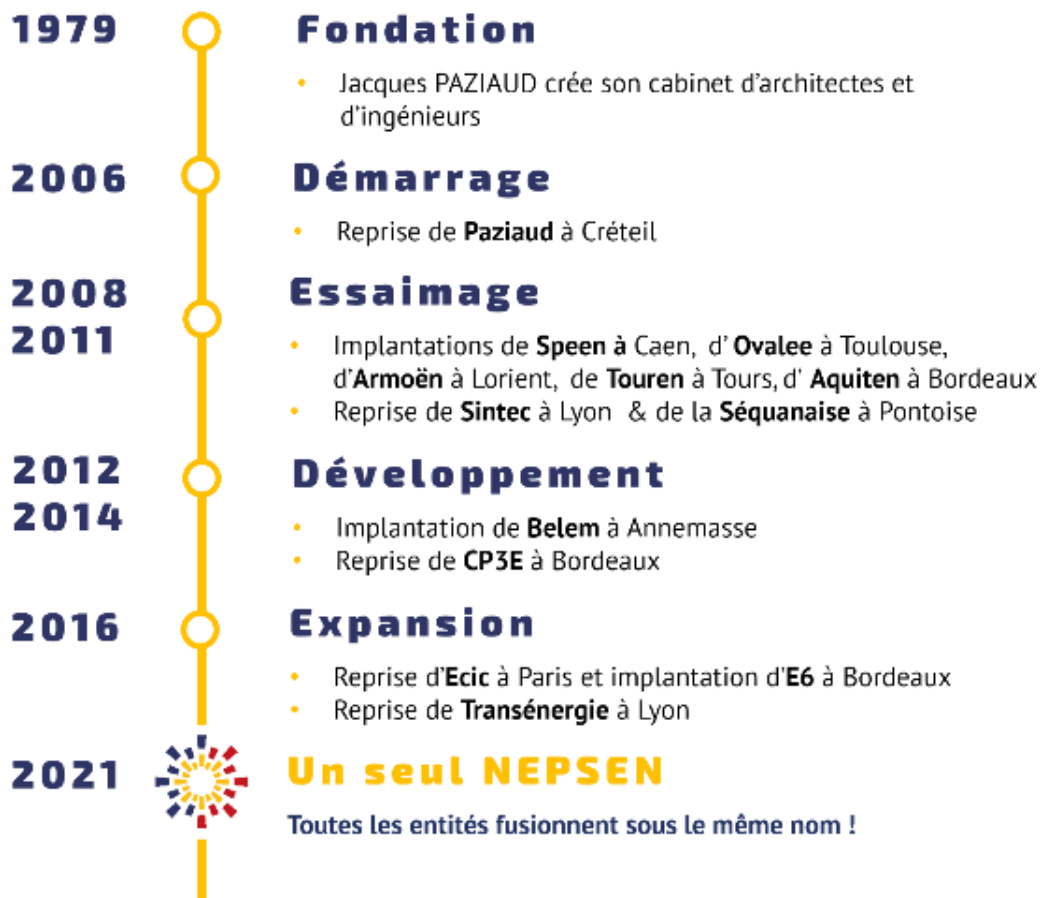 1979
Fondation
• Jacques PAZIAUD crée son cabinet d'architectes et
d'ingénieurs
2006
Démarrage
• Reprise de Paziaud à Créteil
2008
2011
Essaimage
• Implantations de Speen à Caen, d' Ovalee à Toulouse,
d'Armoën à Lorient, de Touren à Tours, d' Aquiten à Bordeaux
• Reprise de Sintec à Lyon & de la Séquanaise à Pontoise
2012
2014
Développement
• Implantation de Belem à Annemasse
• Reprise de CP3E à Bordeaux
2016
Expansion
• Reprise d'Ecic à Paris et implantation d'E6 à Bordeaux
• Reprise de Transénergie à Lyon
2021
Un seul NEPSEN
Toutes les entités fusionnent sous le même nom !